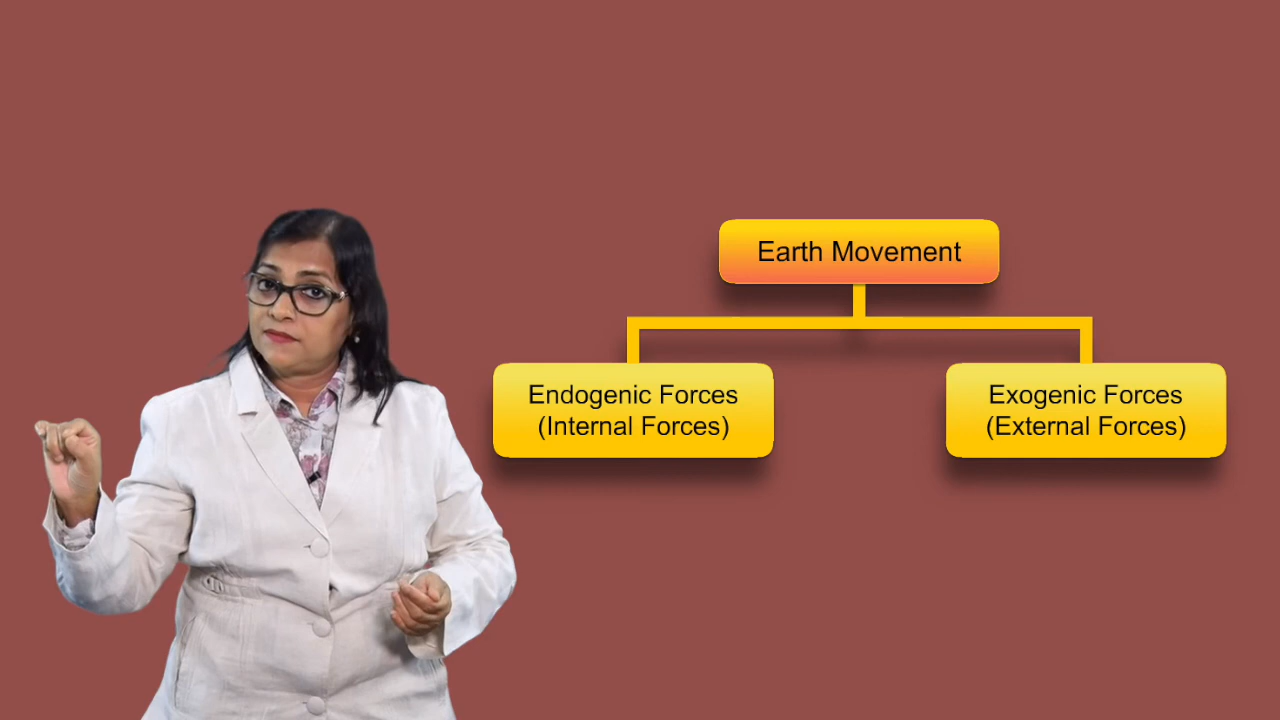 Earth Movement
Endogenic Forces
(Internal Forces)
Exogenic Forces
(External Forces)